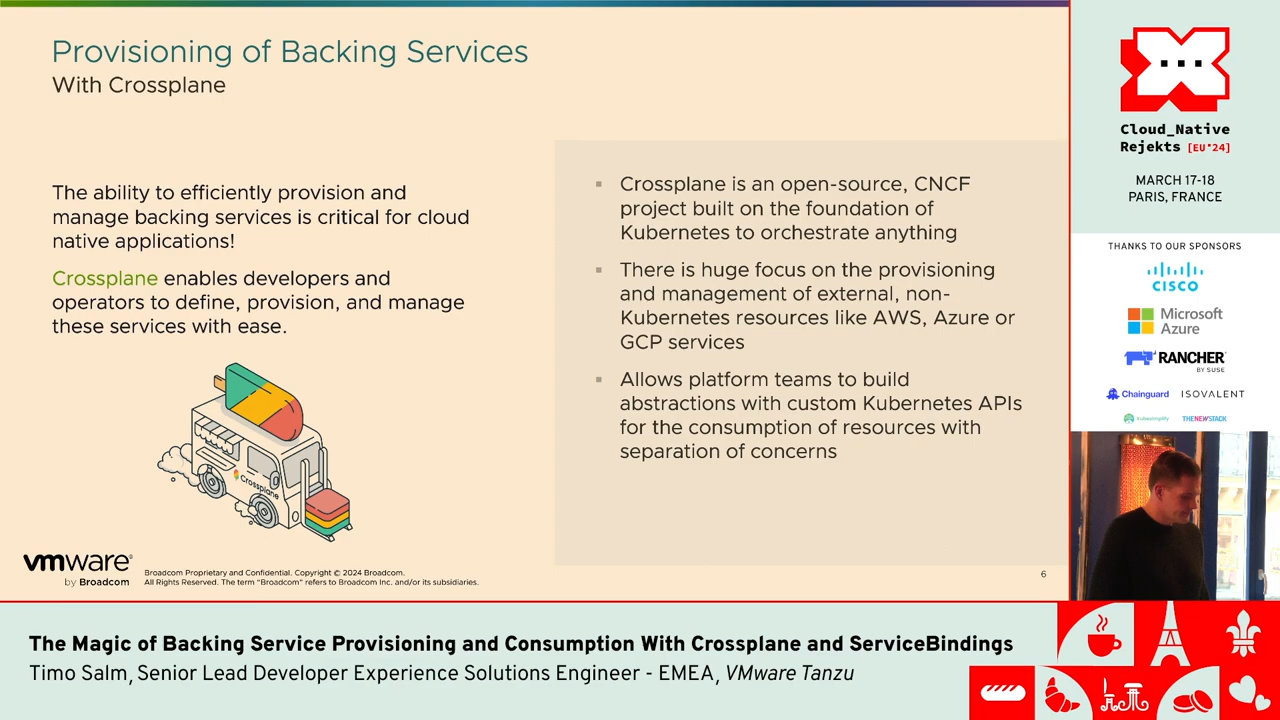 Provisioning of Backing Services
With Crossplane
The ability to efficiently provision and
manage backing services is critical for cloud
native applications!
Crossplane enables developers and
operators to define, provision, and manage
these services with ease.
Crossplane
▪ Crossplane is an open-source, CNCF
project built on the foundation of
Kubernetes to orchestrate anything
▪ There is huge focus on the provisioning
and management of external, non-
Kubernetes resources like AWS, Azure or
GCP services
▪ Allows platform teams to build
abstractions with custom Kubernetes APIs
for the consumption of resources with
separation of concerns
vmware®
by Broadcom
Broadcom Proprietary and Confidential. Copyright © 2024 Broadcom.
All Rights Reserved. The term “Broadcom” refers to Broadcom Inc. and/or its subsidiaries.
6
Cloud_Native
Rejekts [EU*24]
MARCH 17-18
PARIS, FRANCE
THANKS TO OUR SPONSORS
CISCO
Microsoft
Azure
RANCHER
BY SUSE
Chainguard
ISOVALENT
kubesimplify
THENEWSTACK
The Magic of Backing Service Provisioning and Consumption With Crossplane and ServiceBindings
Timo Salm, Senior Lead Developer Experience Solutions Engineer - EMEA, VMware Tanzu